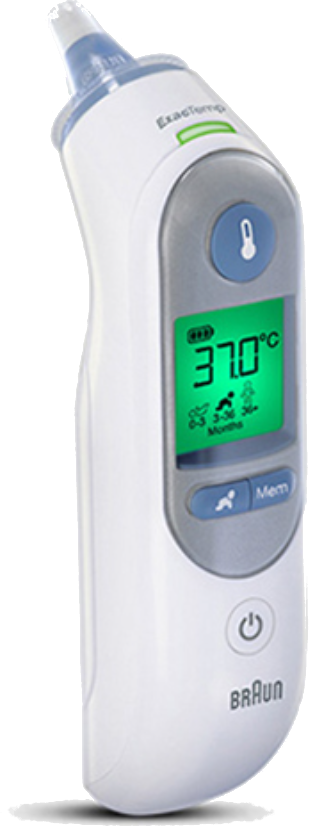 ExacTemp
37.0°C
0-3 3-36 36+
Months
Mem
BRAUN